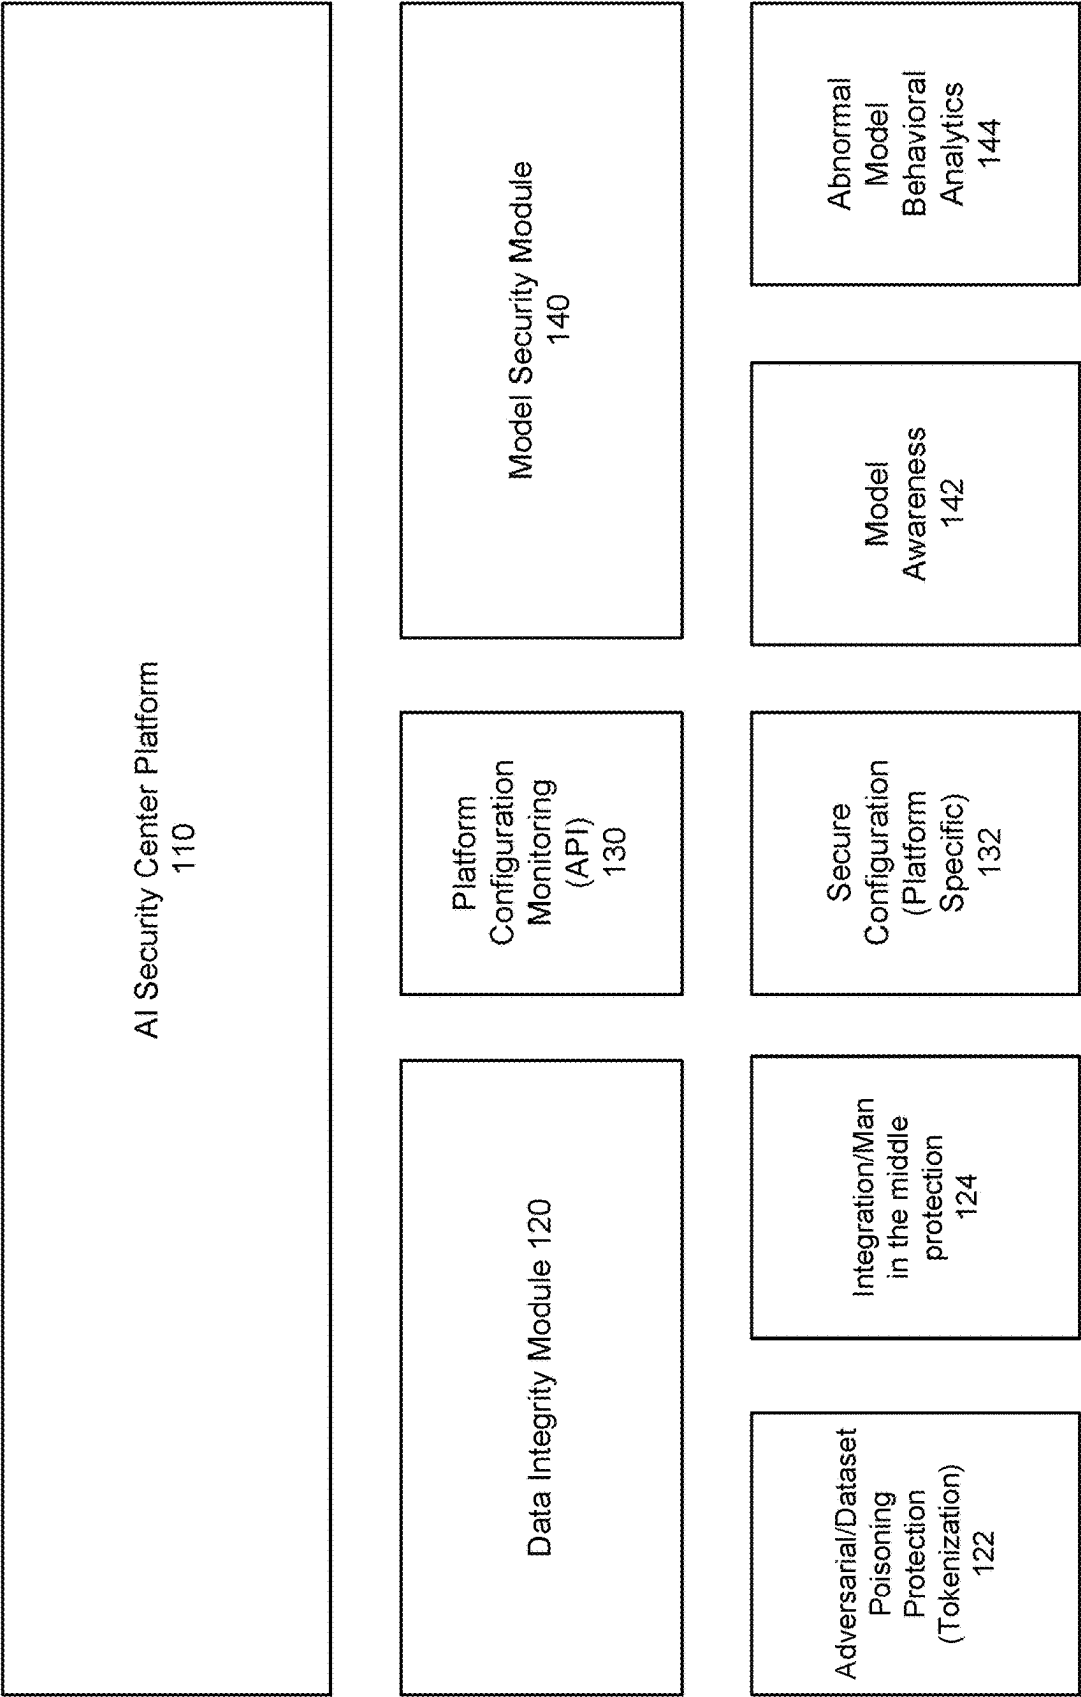 AI Security Center Platform
110
Data Integrity Module 120
Platform
Configuration
Monitoring
(API)
130
Model Security Module
140
Adversarial/Dataset
Poisoning
Protection
(Tokenization)
122
Integration/Man
in the middle
protection
124
Secure
Configuration
(Platform
Specific)
132
Model
Awareness
142
Abnormal
Model
Behavioral
Analytics
144